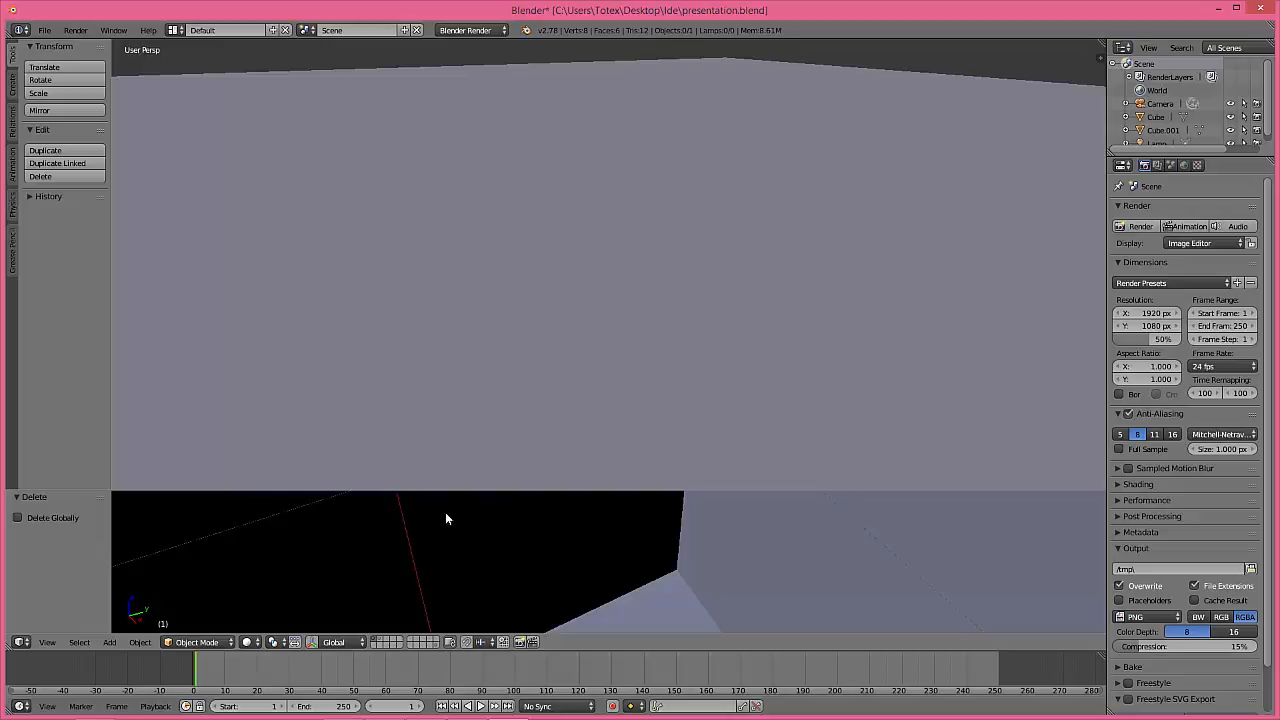 Blender* [C:\Users\Totex\Desktop\Ide\presentation.blend]
File Render Window Help Default Scene Blender Render v2.78 | Verts:8 | Faces:6 | Tris:12 | Objects:0/1 | Lamps:0/0 | Mem:8.61M
View Search All Scenes
Tools
Create
Relations
Animation
Physics
Grease Penc
Transform
Translate
Rotate
Scale
Mirror
Edit
Duplicate
Duplicate Linked
Delete
History
Delete
Delete Globally
User Persp
(1)
Scene
RenderLayers
World
Camera
Cube
Cube.001
Lamp
Scene
Render
Render Animation Audio
Display: Image Editor
Dimensions
Render Presets
Resolution: Frame Range:
X: 1920 px Start Frame: 1
Y: 1080 px End Fram: 250
50% Frame Step: 1
Aspect Ratio: Frame Rate:
X: 1.000 24 fps
Y: 1.000 Time Remapping:
Bor Cro 100 100
Anti-Aliasing
5 8 11 16 Mitchell-Netrav...
Full Sample Size: 1.000 px
Sampled Motion Blur
Shading
Performance
Post Processing
Metadata
Output
/tmp\
Overwrite File Extensions
Placeholders Cache Result
PNG BW RGB RGBA
Color Depth: 8 16
Compression: 15%
Bake
Freestyle
Freestyle SVG Export
View Select Add Object Object Mode Global
-50 -40 -30 -20 -10 0 10 20 30 40 50 60 70 80 90 100 110 120 130 140 150 160 170 180 190 200 210 220 230 240 250 260 270 280
View Marker Frame Playback Start: 1 End: 250 1 No Sync